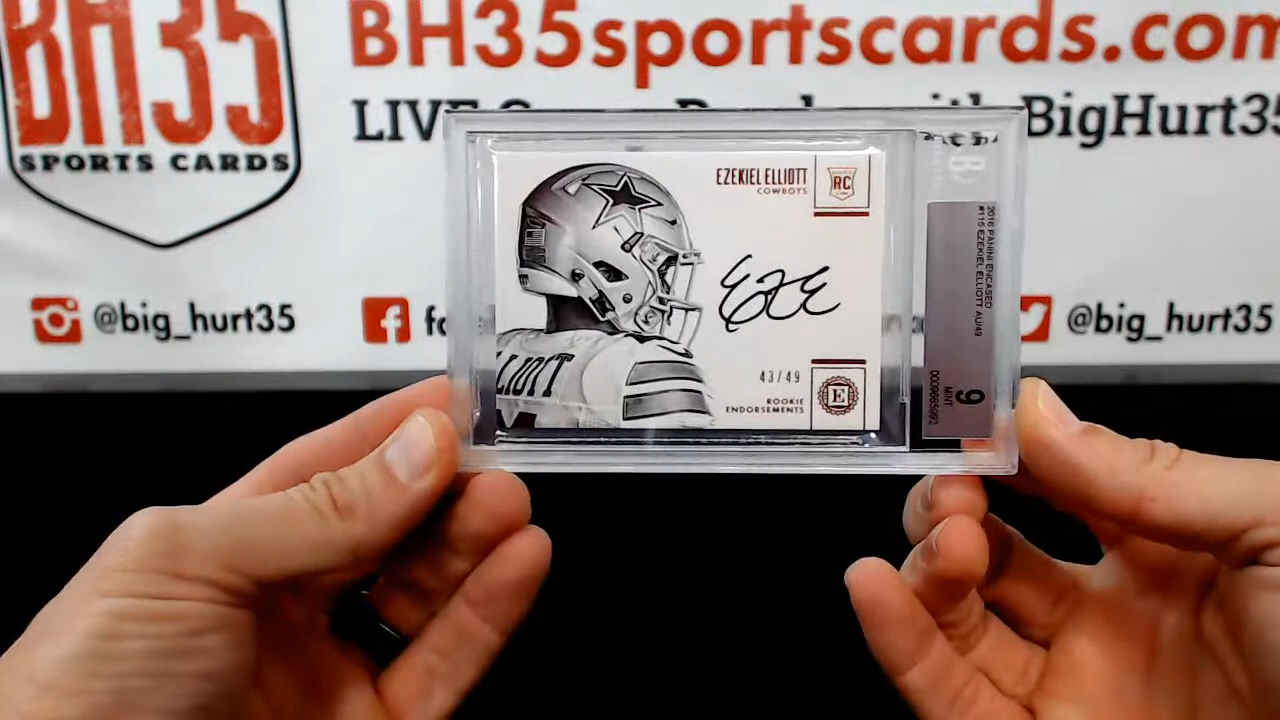 BH35
SPORTS CARDS
BH35sportscards.com
BigHurt35
@big_hurt35
@big_hurt35
EZEKIEL ELLIOTT
COWBOYS
RC
43/49
ROOKIE
ENDORSEMENTS
E
2016 PANINI ENCASED
#115 EZEKIEL ELLIOTT AU/49
9
MINT
0009665992